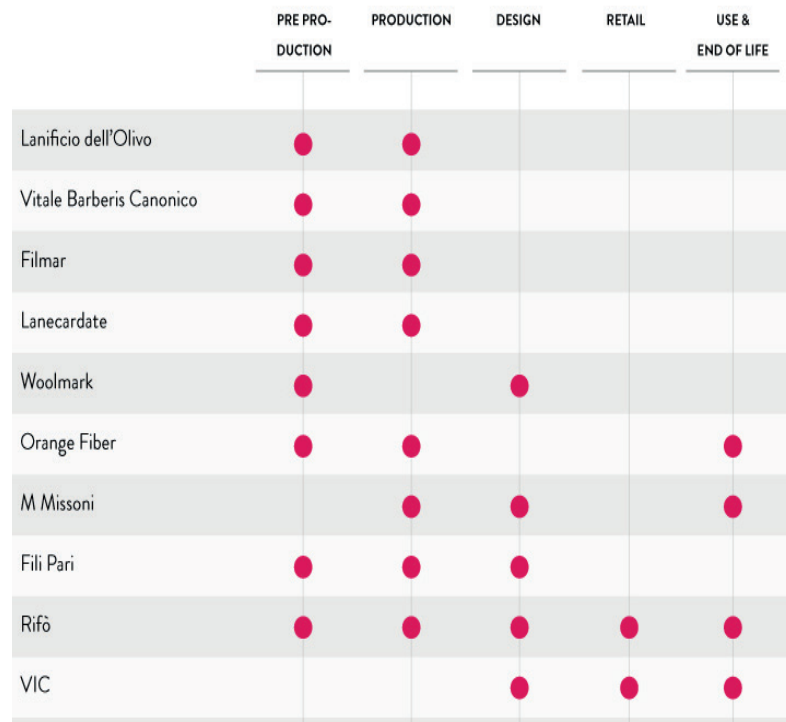 PRE PRO-
DUCTION
PRODUCTION
DESIGN
RETAIL
USE &
END OF LIFE
Lanificio dell'Olivo
Vitale Barberis Canonico
Filmar
Lanecardate
Woolmark
Orange Fiber
M Missoni
Fili Pari
Rifò
VIC